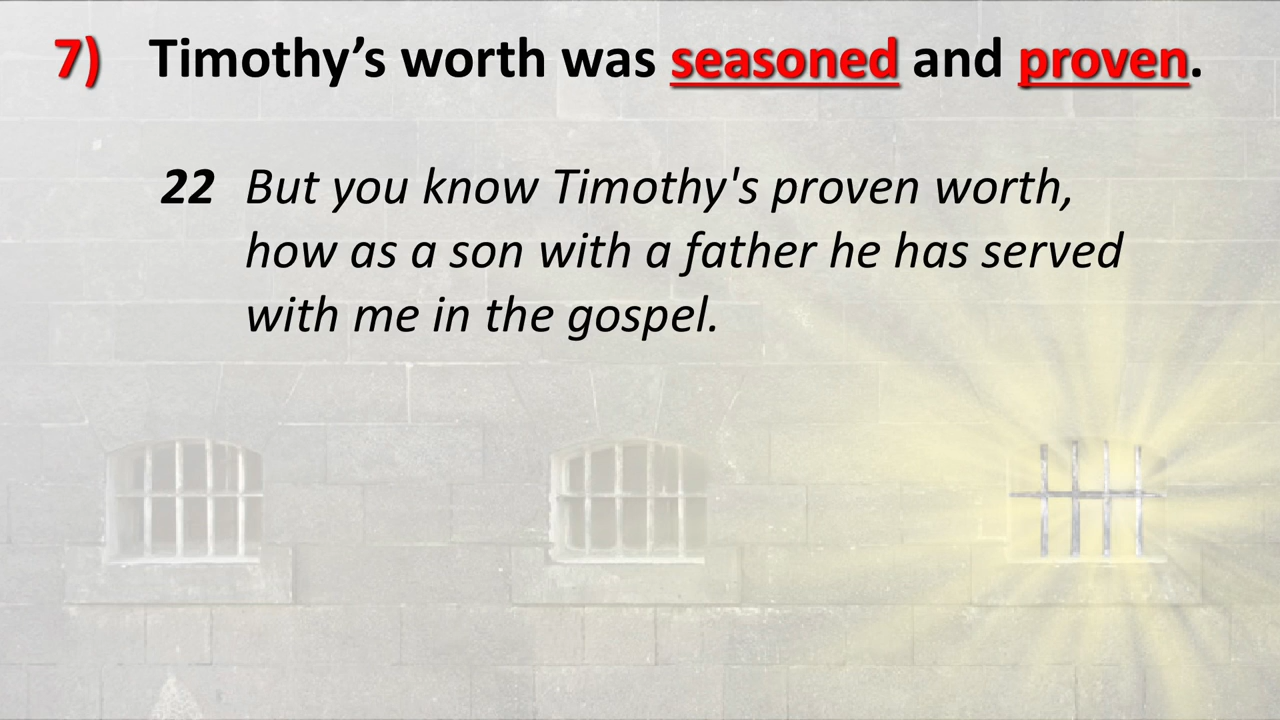 7) Timothy’s worth was seasoned and proven.
22 But you know Timothy's proven worth,
how as a son with a father he has served
with me in the gospel.